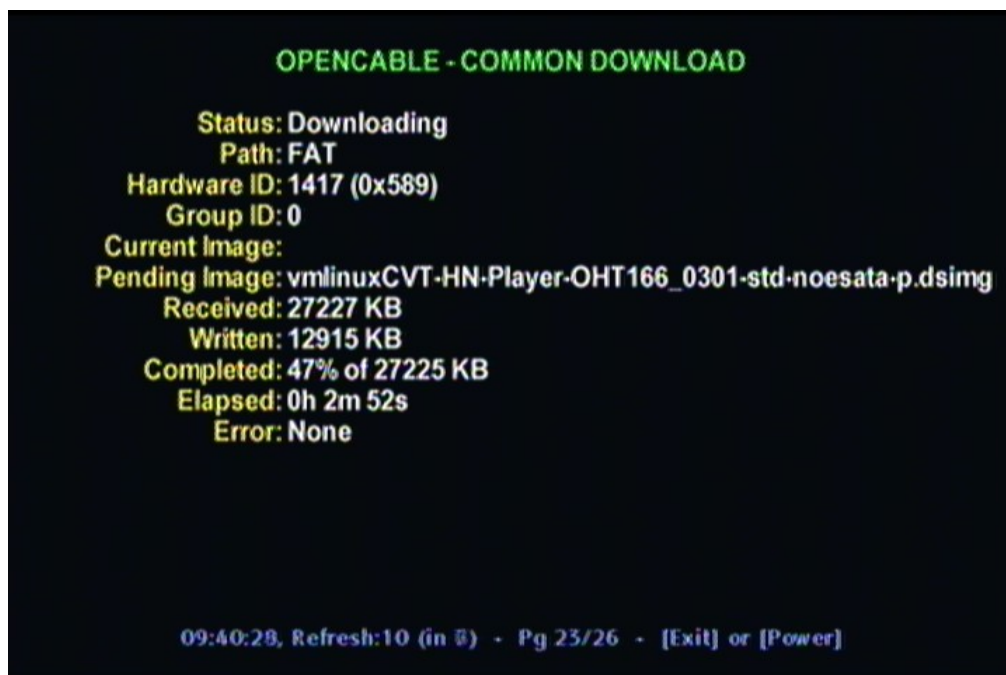 OPENCABLE - COMMON DOWNLOAD
Status: Downloading
Path: FAT
Hardware ID: 1417 (0x589)
Group ID: 0
Current Image:
Pending Image: vmlinuxCVT-HN-Player-OHT166_0301-std-noesata-p.dsimg
Received: 27227 KB
Written: 12915 KB
Completed: 47% of 27225 KB
Elapsed: 0h 2m 52s
Error: None
09:40:28, Refresh:10 (in ) - Pg 23/26 - [Exit] or [Power]